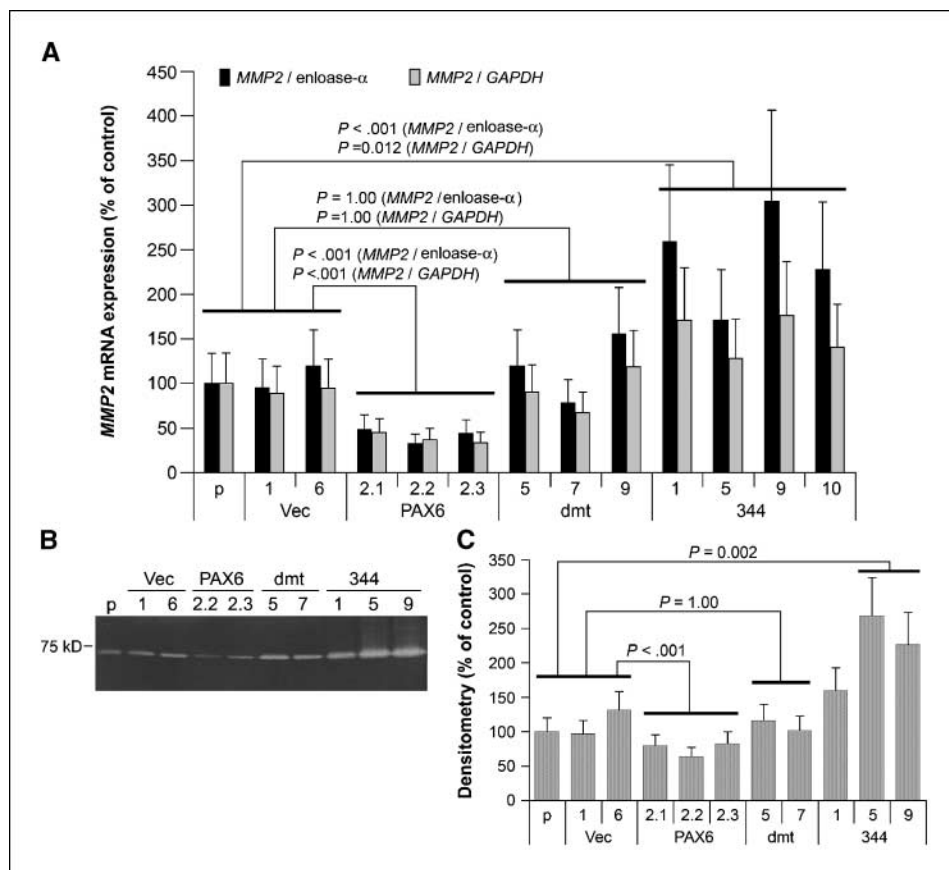 A
MMP2 / enloase-α MMP2 / GAPDH
MMP2 mRNA expression (% of control)
450
400
350
300
250
200
150
100
50
0
P < .001 (MMP2 / enloase-α)
P =0.012 (MMP2 / GAPDH)
P = 1.00 (MMP2 / enloase-α)
P =1.00 (MMP2 / GAPDH)
P < .001 (MMP2 / enloase-α)
P <.001 (MMP2 / GAPDH)
p 1 6 2.1 2.2 2.3 5 7 9 1 5 9 10
Vec PAX6 dmt 344
B
Vec PAX6 dmt 344
p 1 6 2.2 2.3 5 7 1 5 9
75 kD
C
Densitometry (% of control)
350
300
250
200
150
100
50
0
P = 0.002
P = 1.00
P < .001
p 1 6 2.1 2.2 2.3 5 7 1 5 9
Vec PAX6 dmt 344